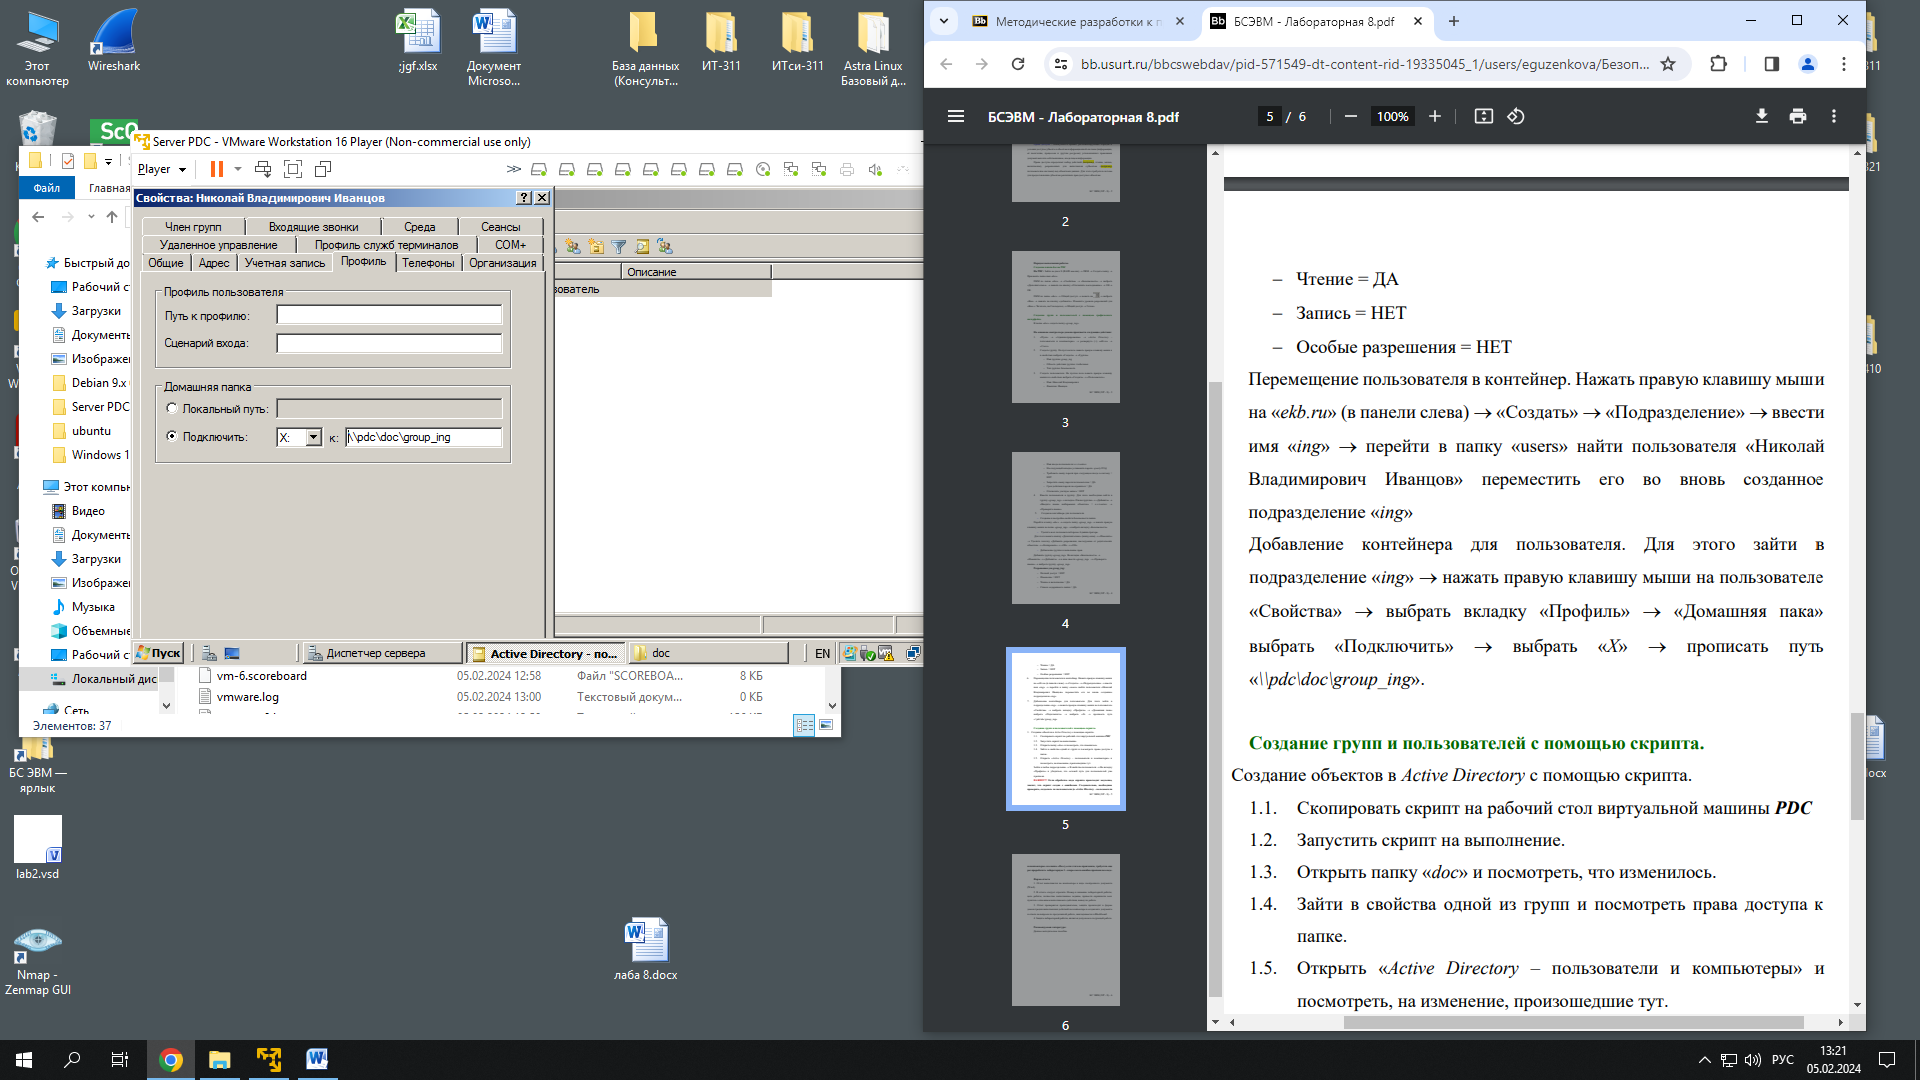 Этот
компьютер
Wireshark
;jgf.xlsx
Документ
Microso...
База данных
(Консульт...
ИТ-311
ИТси-311
Astra Linux
Базовый д...
Server PDC - VMware Workstation 16 Player (Non-commercial use only)
Player
Файл
Главная
Свойства: Николай Владимирович Иванцов
Член групп
Входящие звонки
Среда
Сеансы
Удаленное управление
Профиль служб терминалов
COM+
Общие
Адрес
Учетная запись
Профиль
Телефоны
Организация
Профиль пользователя
Путь к профилю:
Сценарий входа:
Домашняя папка
Локальный путь:
Подключить:
X:
к:
\\pdc\doc\group_ing
Описание
зователь
Быстрый до
Рабочий с
Загрузки
Документь
Изображе
Debian 9.x
Server PDC
ubuntu
Windows 1
Этот компь
Видео
Документь
Загрузки
Изображе
Музыка
Объемные
Рабочий с
Локальный дис
Сеть
Пуск
Диспетчер сервера
Active Directory - по...
doc
EN
vm-6.scoreboard
05.02.2024 12:58
Файл "SCOREBOA...
8 КБ
vmware.log
05.02.2024 13:00
Текстовый докум...
0 КБ
Элементов: 37
БС ЭВМ —
ярлык
lab2.vsd
Nmap -
Zenmap GUI
лаба 8.docx
Методические разработки к п
БСЭВМ - Лабораторная 8.pdf
bb.usurt.ru/bbcswebdav/pid-571549-dt-content-rid-19335045_1/users/eguzenkova/Безоп...
БСЭВМ - Лабораторная 8.pdf
5 / 6
100%
2
3
4
5
6
– Чтение = ДА
– Запись = НЕТ
– Особые разрешения = НЕТ
Перемещение пользователя в контейнер. Нажать правую клавишу мыши
на «ekb.ru» (в панели слева) → «Создать» → «Подразделение» → ввести
имя «ing» → перейти в папку «users» найти пользователя «Николай
Владимирович Иванцов» переместить его во вновь созданное
подразделение «ing»
Добавление контейнера для пользователя. Для этого зайти в
подразделение «ing» → нажать правую клавишу мыши на пользователе
«Свойства» → выбрать вкладку «Профиль» → «Домашняя пака»
выбрать «Подключить» → выбрать «X» → прописать путь
«\\pdc\doc\group_ing».
Создание групп и пользователей с помощью скрипта.
Создание объектов в Active Directory с помощью скрипта.
1.1. Скопировать скрипт на рабочий стол виртуальной машины PDC
1.2. Запустить скрипт на выполнение.
1.3. Открыть папку «doc» и посмотреть, что изменилось.
1.4. Зайти в свойства одной из групп и посмотреть права доступа к
папке.
1.5. Открыть «Active Directory – пользователи и компьютеры» и
посмотреть, на изменение, произошедшие тут.
РУС
13:21
05.02.2024